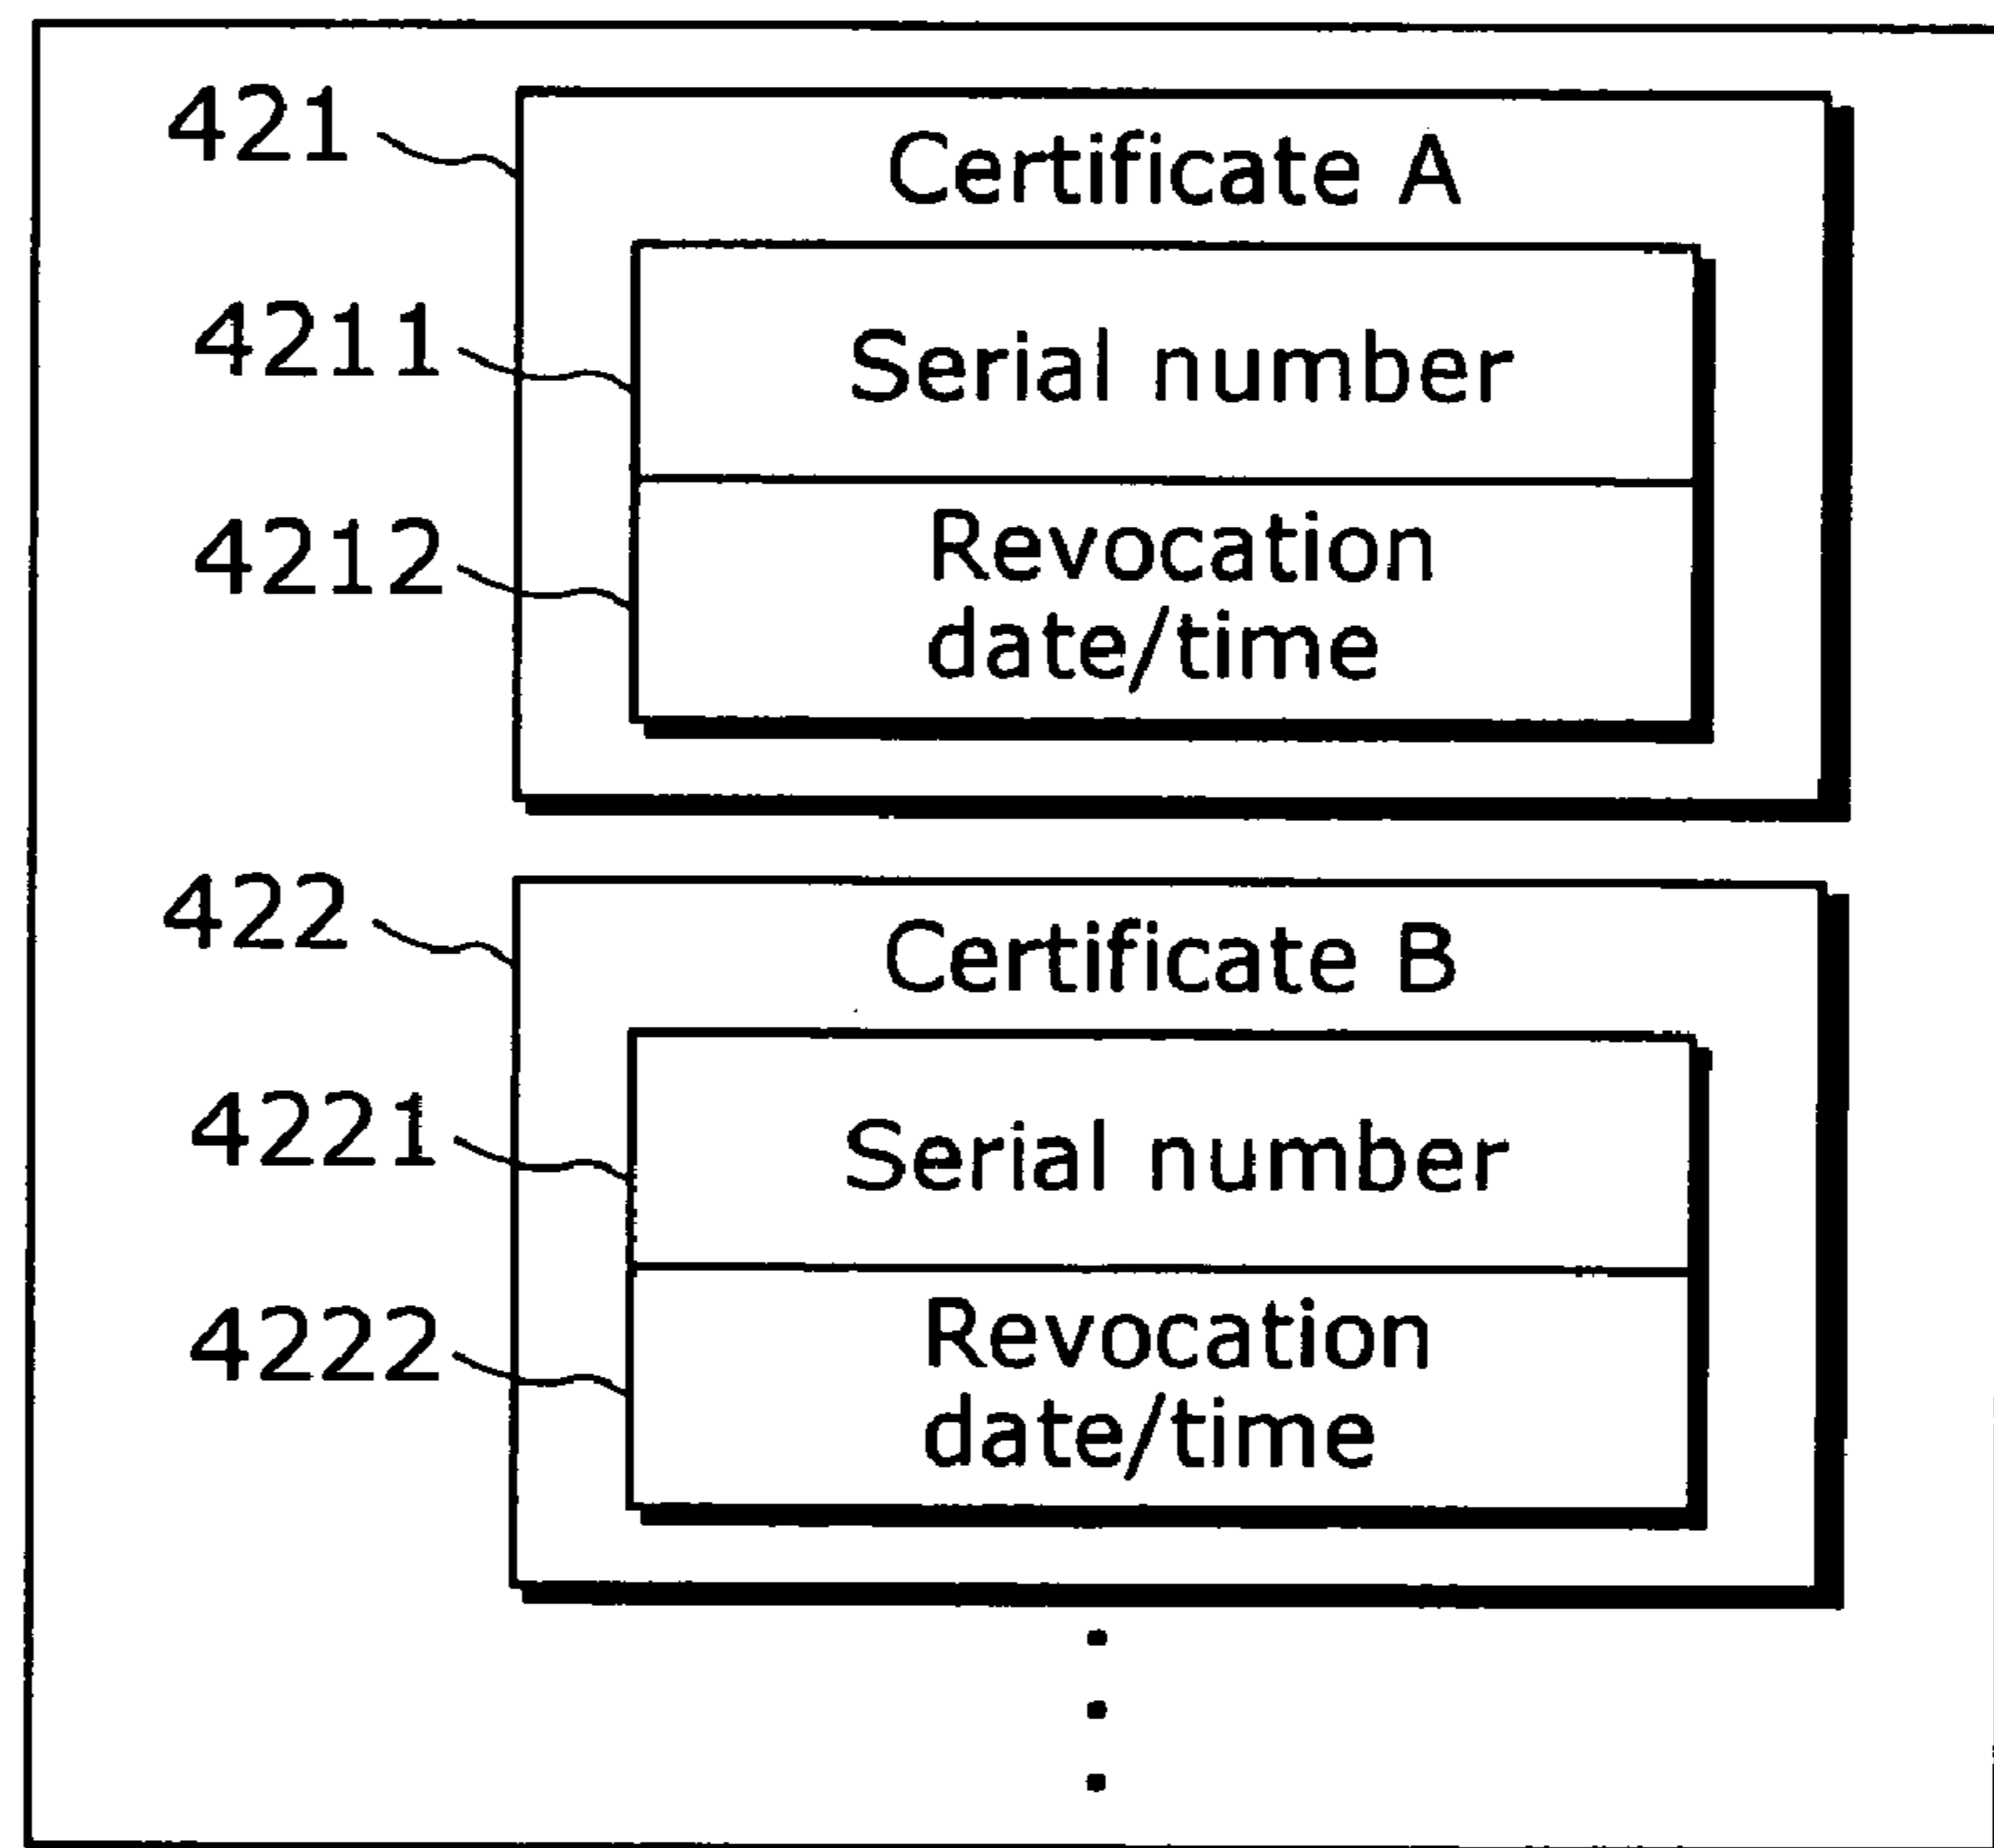 421
Certificate A
4211
Serial number
4212
Revocation
date/time
422
Certificate B
4221
Serial number
4222
Revocation
date/time